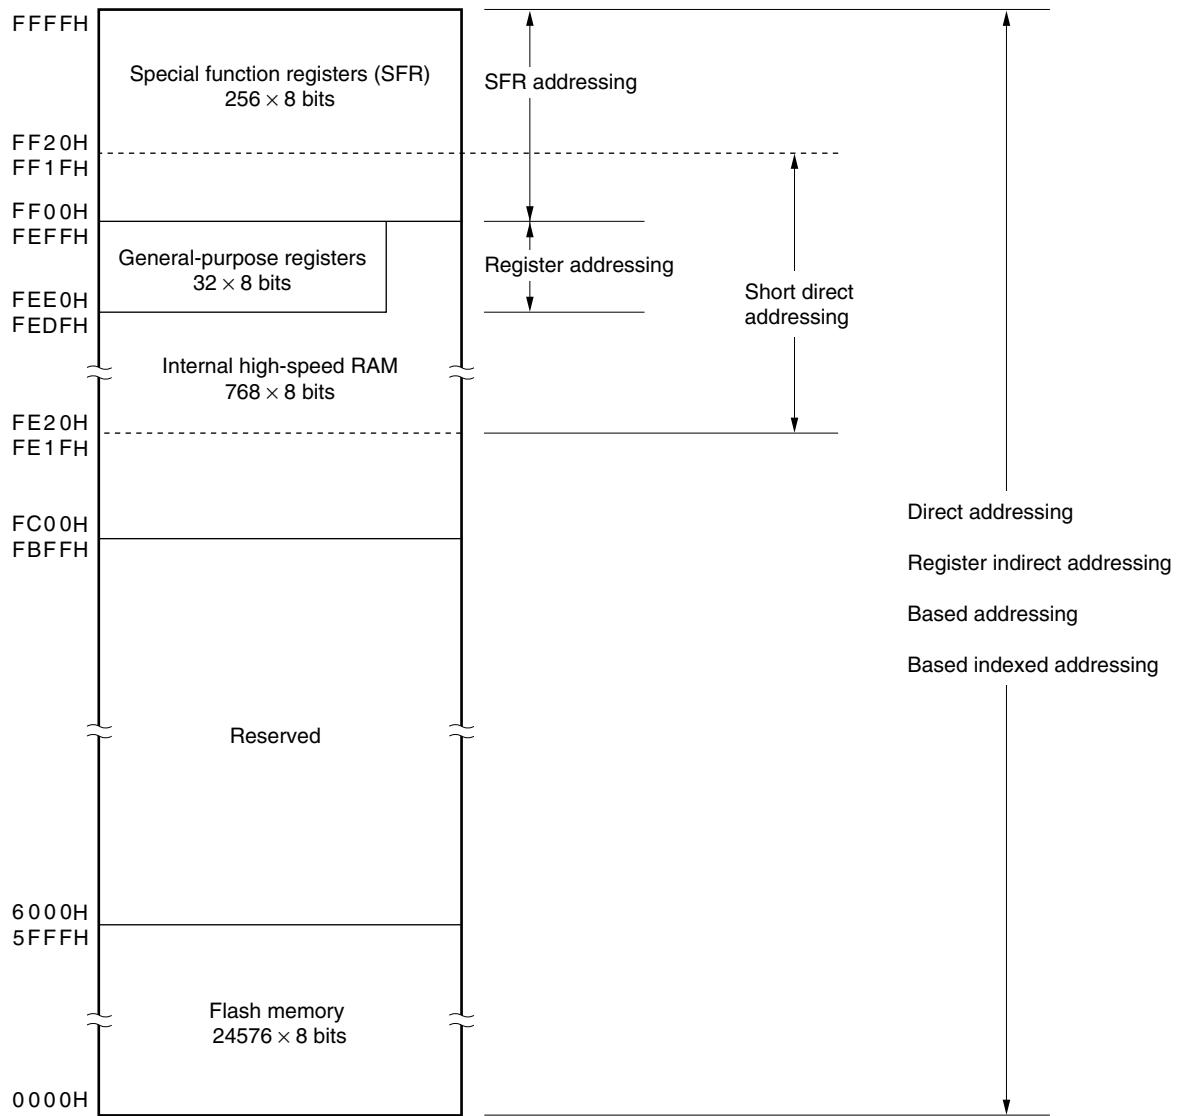 FFFFH
Special function registers (SFR)
256 × 8 bits
SFR addressing
FF20H
FF1FH
FF00H
FEFFH
General-purpose registers
32 × 8 bits
Register addressing
FEE0H
FEDFH
Short direct
addressing
Internal high-speed RAM
768 × 8 bits
FE20H
FE1FH
FC00H
FBFFH
Direct addressing
Register indirect addressing
Based addressing
Based indexed addressing
Reserved
6000H
5FFFH
Flash memory
24576 × 8 bits
0000H